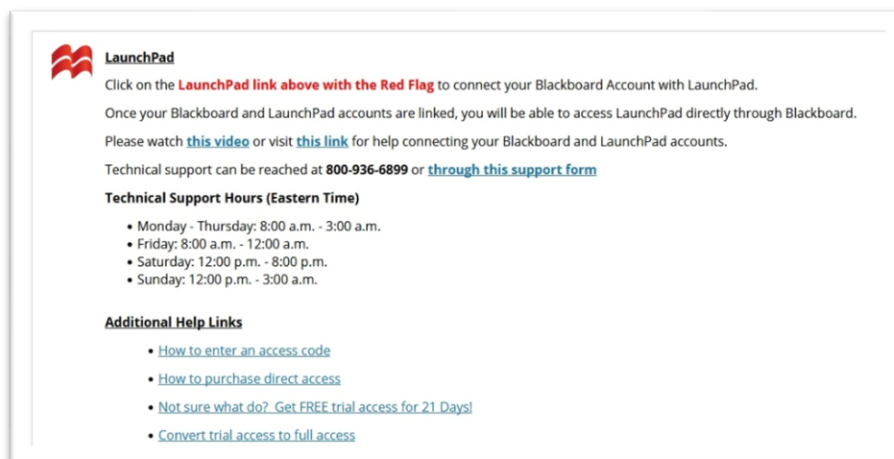 LaunchPad
Click on the LaunchPad link above with the Red Flag to connect your Blackboard Account with LaunchPad.
Once your Blackboard and LaunchPad accounts are linked, you will be able to access LaunchPad directly through Blackboard.
Please watch this video or visit this link for help connecting your Blackboard and LaunchPad accounts.
Technical support can be reached at 800-936-6899 or through this support form
Technical Support Hours (Eastern Time)
• Monday - Thursday: 8:00 a.m. - 3:00 a.m.
• Friday: 8:00 a.m. - 12:00 a.m.
• Saturday: 12:00 p.m. - 8:00 p.m.
• Sunday: 12:00 p.m. - 3:00 a.m.
Additional Help Links
• How to enter an access code
• How to purchase direct access
• Not sure what do? Get FREE trial access for 21 Days!
• Convert trial access to full access